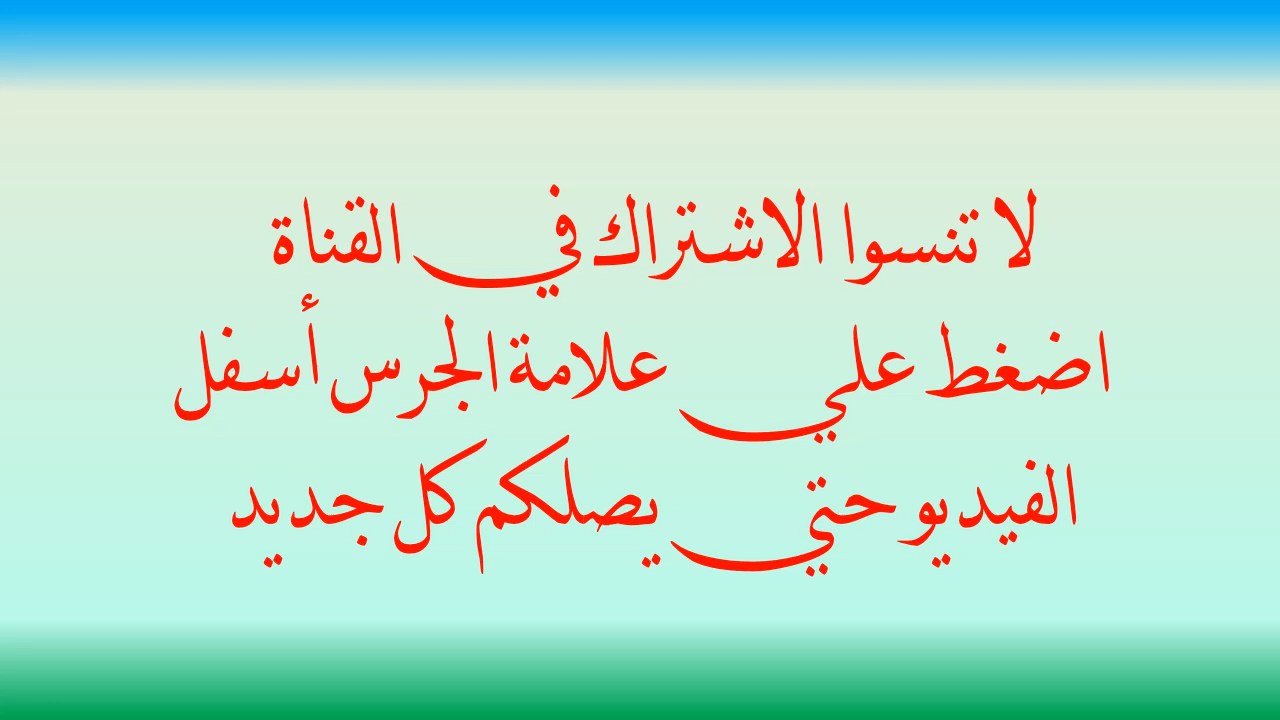 لا تنسوا الاشتراك في القناة
اضغط علي علامة الجرس أسفل
الفيديو حتي يصلكم كل جديد